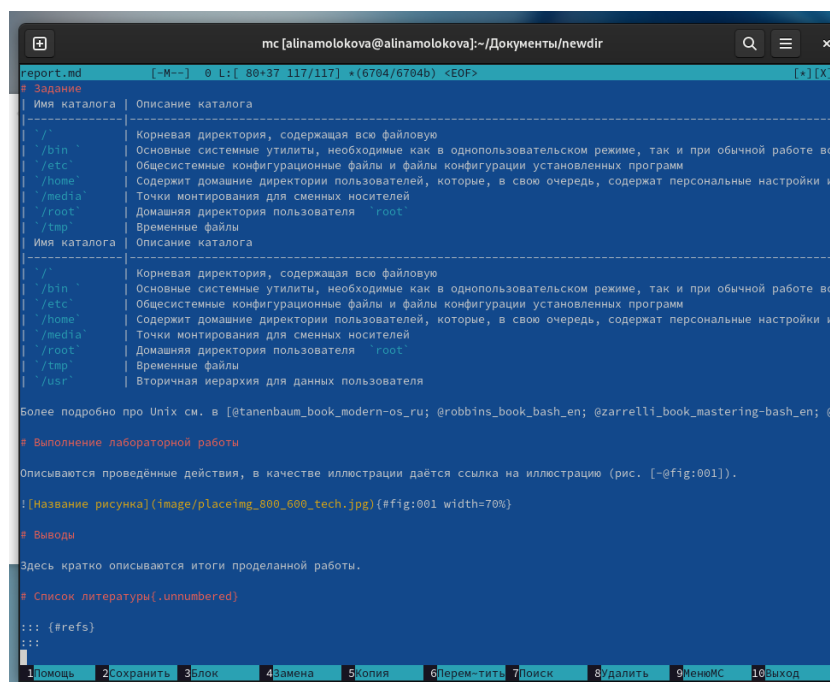 mc [alinamolokova@alinamolokova]:~/Документы/newdir
report.md [-M--] 0 L:[ 80+37 117/117] *(6704/6704b) <EOF> [*][X]
# Задание
| Имя каталога | Описание каталога
|--------------|----------------------------------------------------------------------------------------------------
| `/` | Корневая директория, содержащая всю файловую
| `/bin ` | Основные системные утилиты, необходимые как в однопользовательском режиме, так и при обычной работе
| `/etc` | Общесистемные конфигурационные файлы и файлы конфигурации установленных программ
| `/home` | Содержит домашние директории пользователей, которые, в свою очередь, содержат персональные настройки
| `/media` | Точки монтирования для сменных носителей
| `/root` | Домашняя директория пользователя `root`
| `/tmp` | Временные файлы
| Имя каталога | Описание каталога
|--------------|----------------------------------------------------------------------------------------------------
| `/` | Корневая директория, содержащая всю файловую
| `/bin ` | Основные системные утилиты, необходимые как в однопользовательском режиме, так и при обычной работе
| `/etc` | Общесистемные конфигурационные файлы и файлы конфигурации установленных программ
| `/home` | Содержит домашние директории пользователей, которые, в свою очередь, содержат персональные настройки
| `/media` | Точки монтирования для сменных носителей
| `/root` | Домашняя директория пользователя `root`
| `/tmp` | Временные файлы
| `/usr` | Вторичная иерархия для данных пользователя
Более подробно про Unix см. в [@tanenbaum_book_modern-os_ru; @robbins_book_bash_en; @zarrelli_book_mastering-bash_en;
# Выполнение лабораторной работы
Описываются проведённые действия, в качестве иллюстрации даётся ссылка на иллюстрацию (рис. [-@fig:001]).
![Название рисунка](image/placeimg_800_600_tech.jpg){#fig:001 width=70%}
# Выводы
Здесь кратко описываются итоги проделанной работы.
# Список литературы{.unnumbered}
::: {#refs}
:::
1Помощь 2Сохранить 3Блок 4Замена 5Копия 6Перем~тить 7Поиск 8Удалить 9МенюMC 10Выход